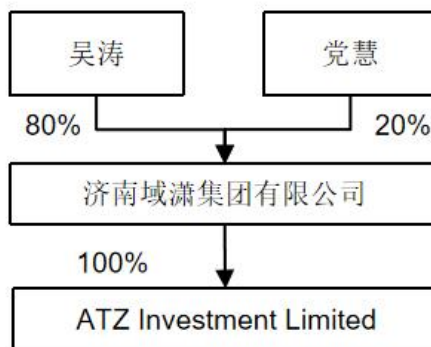 吴涛
党慧
80%
20%
济南域潇集团有限公司
100%
ATZ Investment Limited